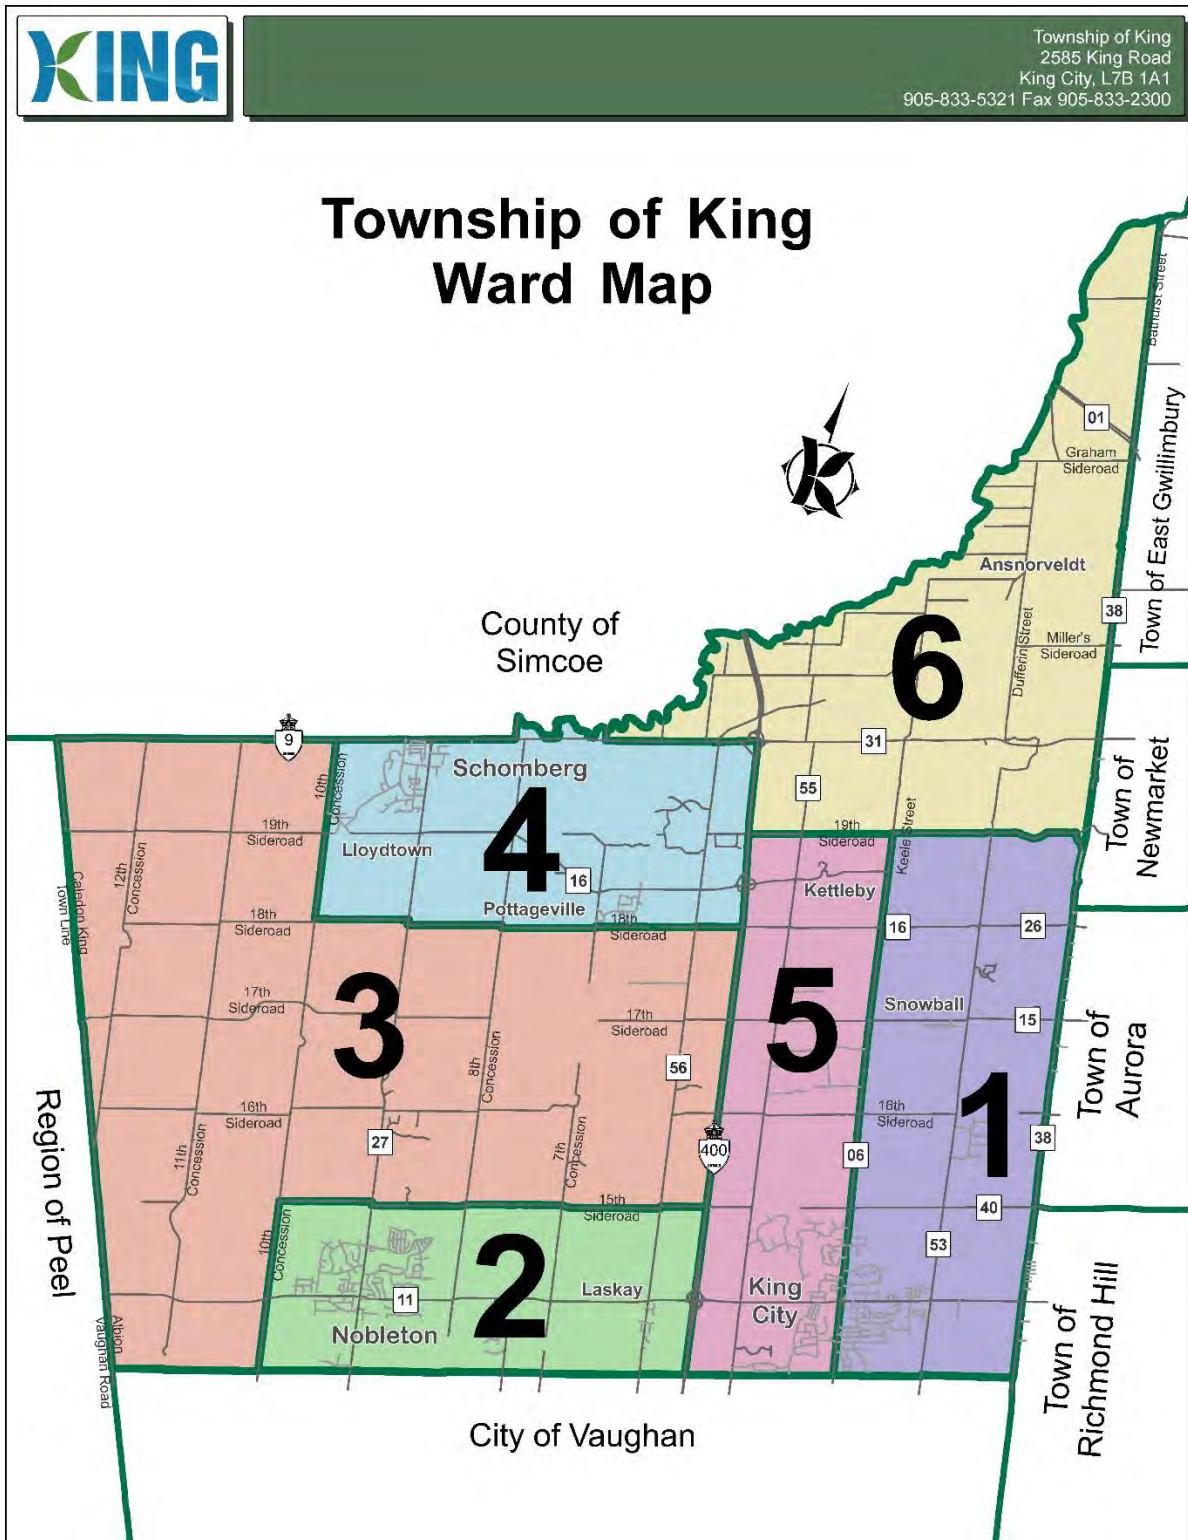 KING
Township of King
2585 King Road
King City, L7B 1A1
905-833-5321 Fax 905-833-2300
Township of King
Ward Map
Bathurst Street
01
Graham
Sideroad
Town of East Gwillimbury
Ansnorveldt
38
County of
Simcoe
6
Dufferin Street
Miller's
Sideroad
9
31
Town of
Newmarket
10th
Concession
Schomberg
55
4
19th
Sideroad
Lloydtown
16
19th
Sideroad
Keele Street
12th
Concession
Caledon King
Town Line
Kettleby
Pottageville
18th
Sideroad
18th
Sideroad
16
26
17th
Sideroad
3
5
Snowball
17th
Sideroad
15
Town of
Aurora
8th
Concession
56
16th
Sideroad
16th
Sideroad
1
Region of Peel
11th
Concession
27
7th
Concession
400
06
38
15th
Sideroad
40
10th
Concession
2
53
11
Laskay
King
City
Nobleton
Albion
Vaughan Road
Town of
Richmond Hill
City of Vaughan